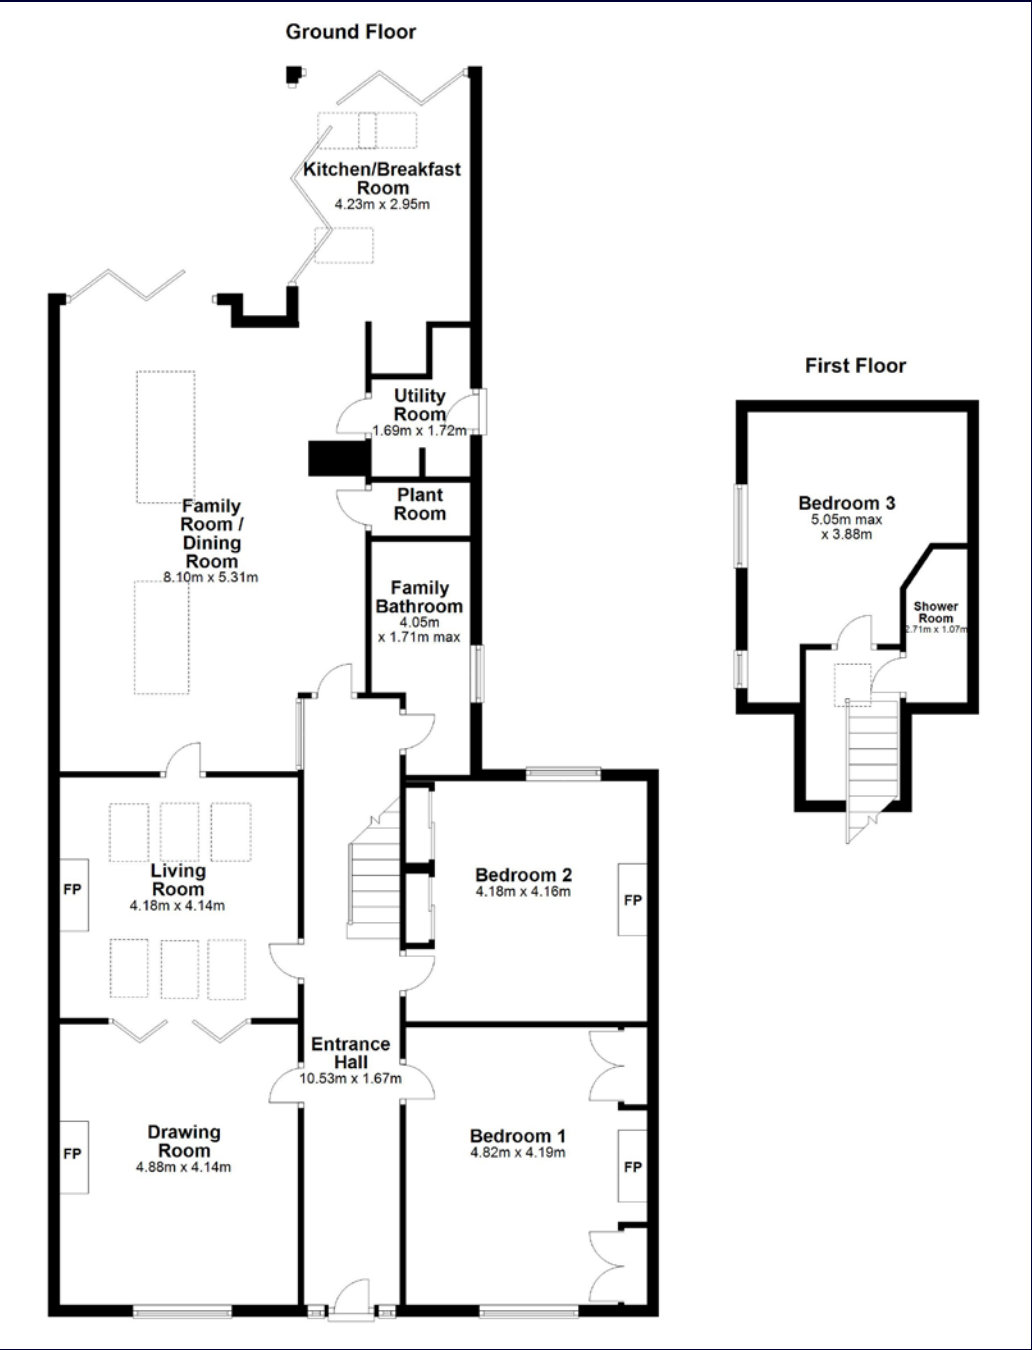 Ground Floor
Kitchen/Breakfast
Room
4.23m x 2.95m
First Floor
Utility
Room
1.69m x 1.72m
Plant
Room
Family
Room /
Dining
Room
8.10m x 5.31m
Family
Bathroom
4.05m
x 1.71m max
Bedroom 3
5.05m max
x 3.88m
Shower
Room
2.71m x 1.07m
FP
Living
Room
4.18m x 4.14m
Bedroom 2
4.18m x 4.16m
FP
Entrance
Hall
10.53m x 1.67m
FP
Drawing
Room
4.88m x 4.14m
Bedroom 1
4.82m x 4.19m
FP